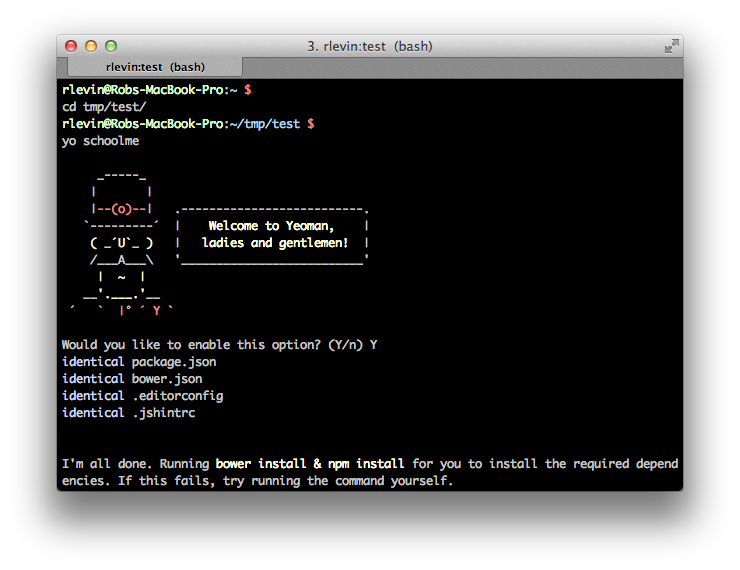 3. rlevin:test (bash)
rlevin:test (bash)
rlevin@Robs-MacBook-Pro:~ $
cd tmp/test/
rlevin@Robs-MacBook-Pro:~/tmp/test $
yo schoolme
     _-----_
    |       |
    |--(o)--|   .--------------------------.
   `---------´  |    Welcome to Yeoman,    |
    ( _´U`_ )   |   ladies and gentlemen!  |
    /___A___\   '__________________________'
     |  ~  |
   __'.___.'__
 ´   `  |° ´ Y `
Would you like to enable this option? (Y/n) Y
identical package.json
identical bower.json
identical .editorconfig
identical .jshintrc
I'm all done. Running bower install & npm install for you to install the required depend
encies. If this fails, try running the command yourself.